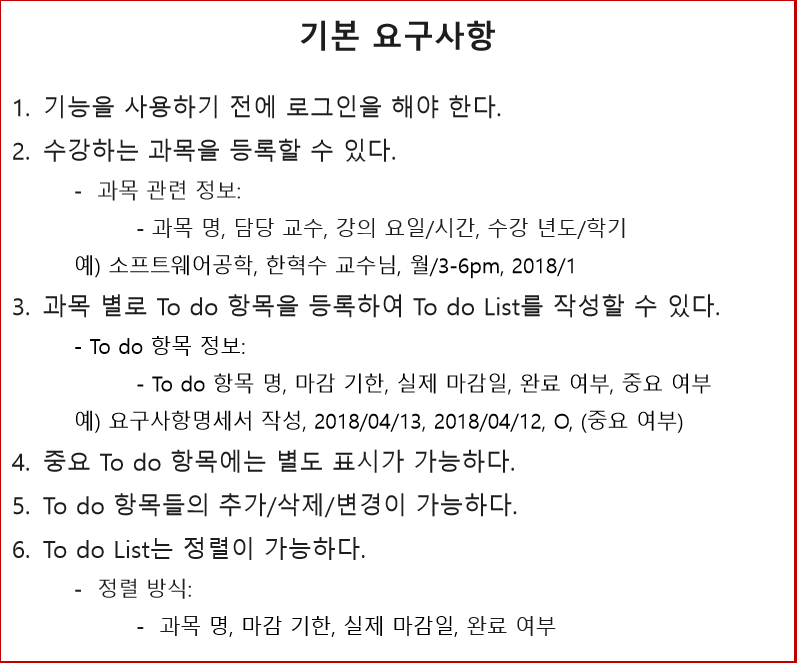 기본 요구사항
1. 기능을 사용하기 전에 로그인을 해야 한다.
2. 수강하는 과목을 등록할 수 있다.
- 과목 관련 정보:
- 과목 명, 담당 교수, 강의 요일/시간, 수강 년도/학기
예) 소프트웨어공학, 한혁수 교수님, 월/3-6pm, 2018/1
3. 과목 별로 To do 항목을 등록하여 To do List를 작성할 수 있다.
- To do 항목 정보:
- To do 항목 명, 마감 기한, 실제 마감일, 완료 여부, 중요 여부
예) 요구사항명세서 작성, 2018/04/13, 2018/04/12, O, (중요 여부)
4. 중요 To do 항목에는 별도 표시가 가능하다.
5. To do 항목들의 추가/삭제/변경이 가능하다.
6. To do List는 정렬이 가능하다.
- 정렬 방식:
- 과목 명, 마감 기한, 실제 마감일, 완료 여부